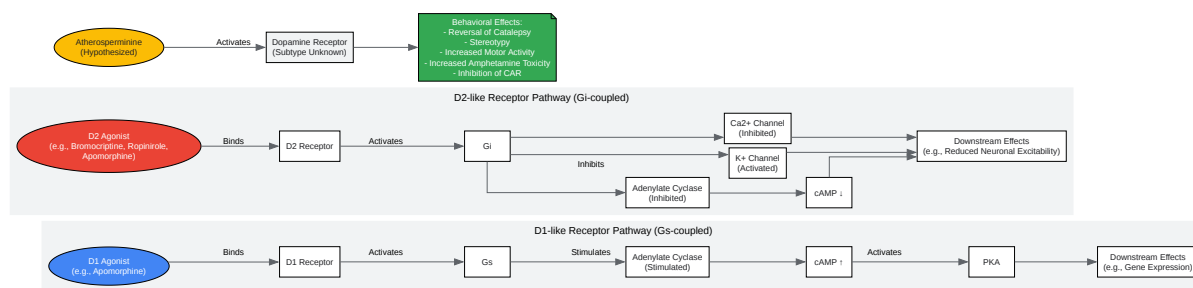 Atherosperminine
(Hypothesized)
Activates
Dopamine Receptor
(Subtype Unknown)
Behavioral Effects:
- Reversal of Catalepsy
- Stereotypy
- Increased Motor Activity
- Increased Amphetamine Toxicity
- Inhibition of CAR
D2-like Receptor Pathway (Gi-coupled)
D2 Agonist
(e.g., Bromocriptine, Ropinirole,
Apomorphine)
Binds
D2 Receptor
Activates
Gi
Inhibits
Ca2+ Channel
(Inhibited)
K+ Channel
(Activated)
Adenylate Cyclase
(Inhibited)
cAMP ↓
Downstream Effects
(e.g., Reduced Neuronal Excitability)
D1-like Receptor Pathway (Gs-coupled)
D1 Agonist
(e.g., Apomorphine)
Binds
D1 Receptor
Activates
Gs
Stimulates
Adenylate Cyclase
(Stimulated)
cAMP ↑
Activates
PKA
Downstream Effects
(e.g., Gene Expression)